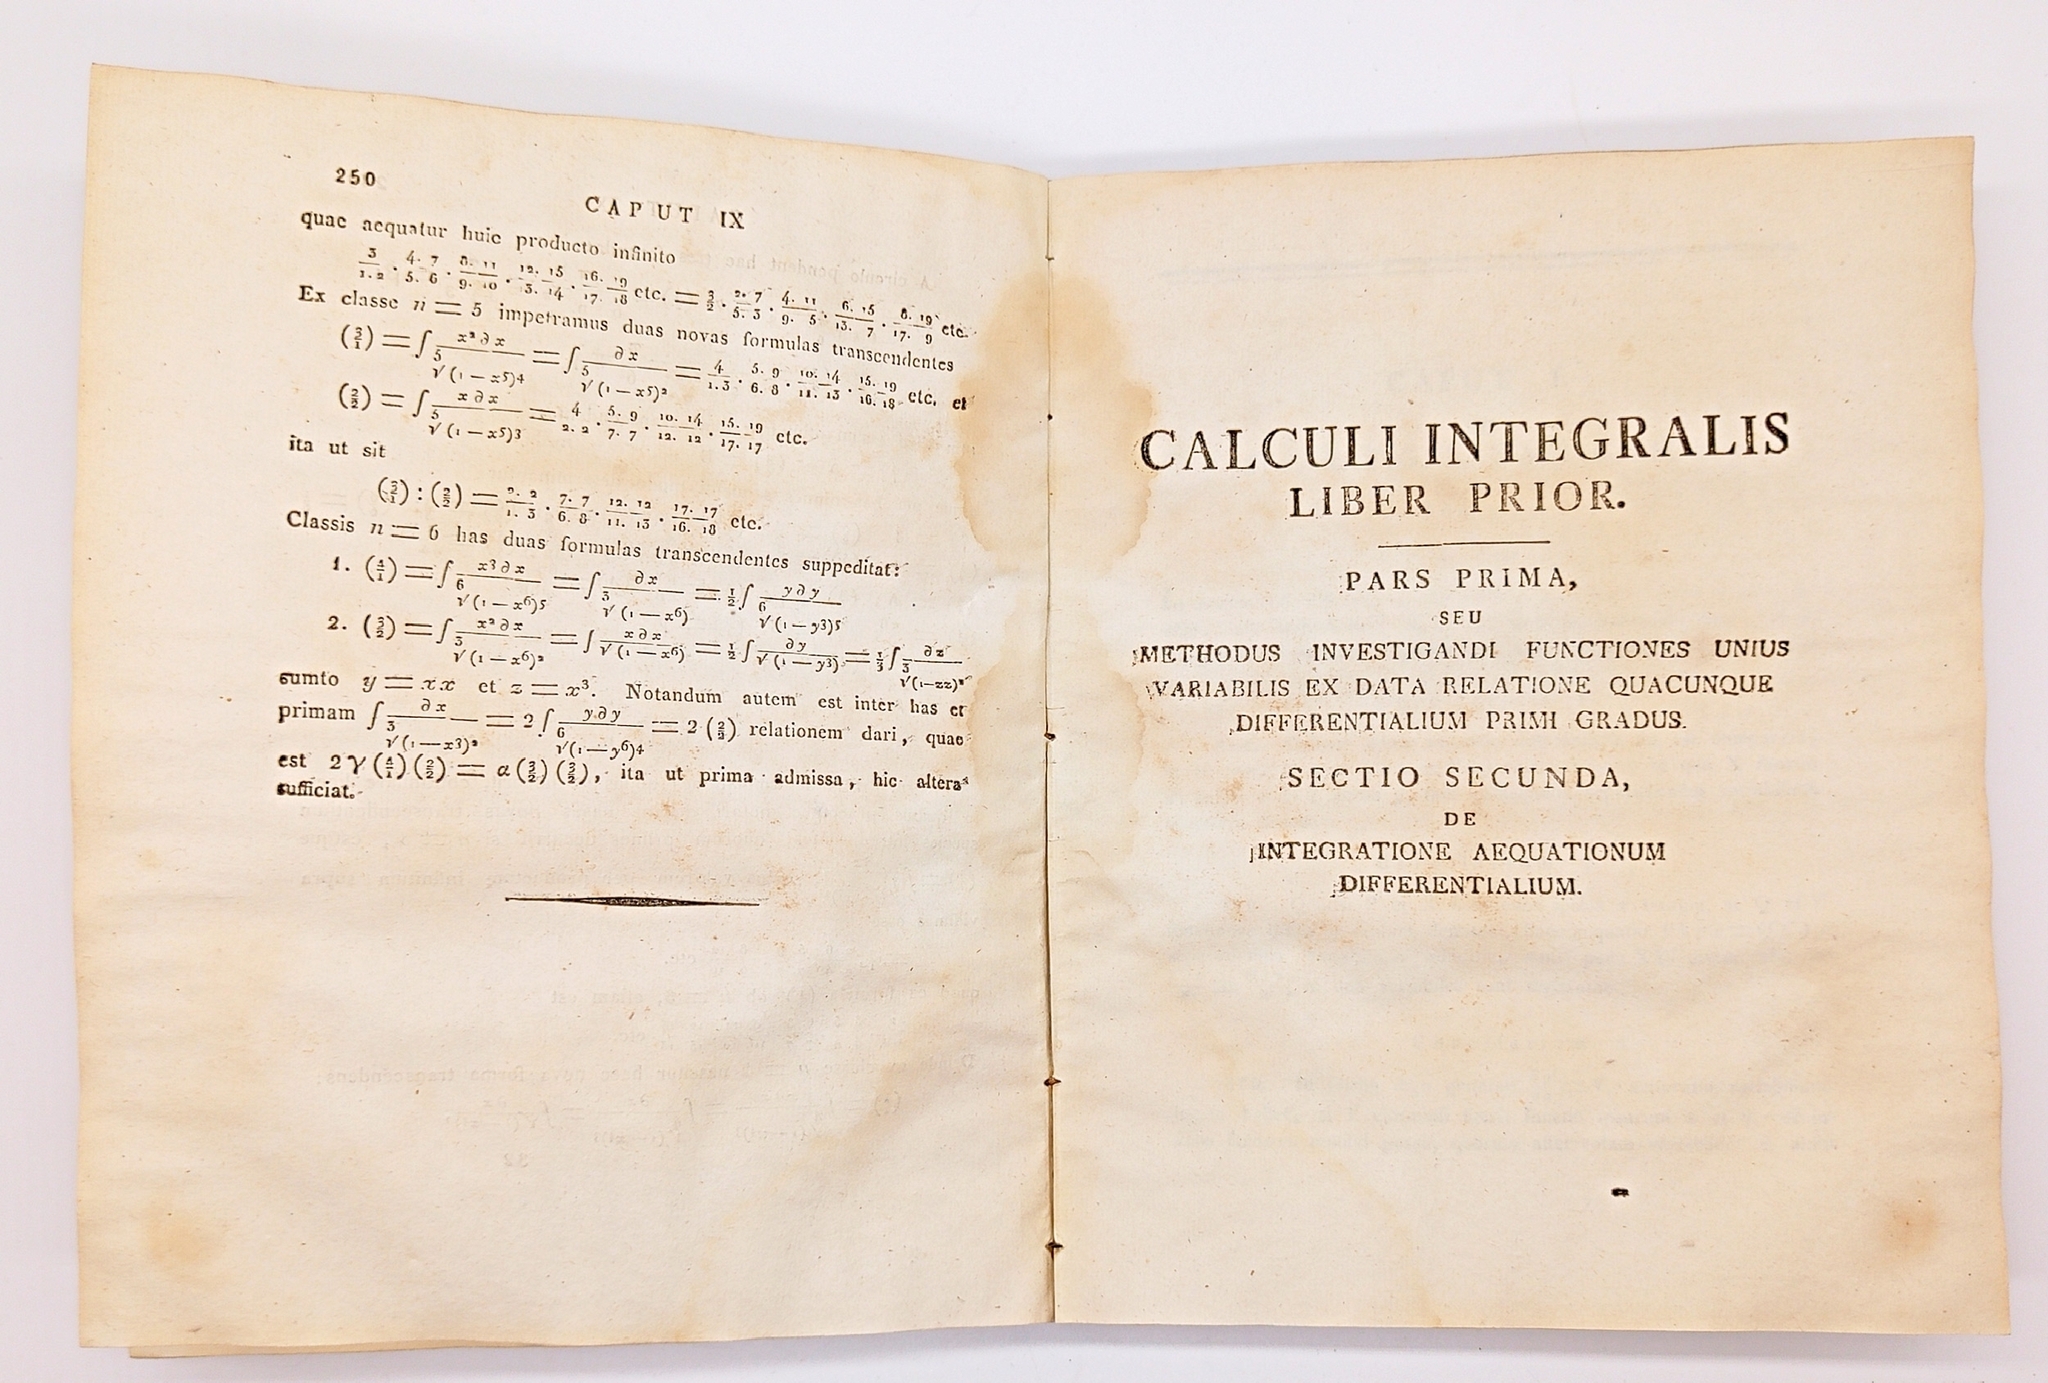 250
CAPUT IX
quae aequatur huic producto infinito
3/1. 2 · 4. 7/5. 6 · 8. 11/9. 10 · 12. 15/13. 14 · 16. 19/17. 18 etc. = 3/2 · 2. 7/5. 3 · 4. 11/9. 5 · 6. 15/13. 7 · 8. 19/17. 9 etc.
Ex classe n = 5 impetramus duas novas formulas transcendentes
(3/1) = ∫ x² ∂ x / ⁵√(1 — x⁵)⁴ = ∫ ∂ x / ⁵√(1 — x⁵)² = 4/1. 3 · 5. 9/6. 8 · 10. 14/11. 13 · 15. 19/16. 18 etc. et
(2/2) = ∫ x ∂ x / ⁵√(1 — x⁵)³ = 4/2. 2 · 5. 9/7. 7 · 10. 14/12. 12 · 15. 19/17. 17 etc.
ita ut sit
(3/1) : (2/2) = 2. 2/1. 3 · 7. 7/6. 8 · 12. 12/11. 13 · 17. 17/16. 18 etc.
Classis n = 6 has duas formulas transcendentes suppeditat:
1. (4/1) = ∫ x³ ∂ x / ⁶√(1 — x⁶)⁵ = ∫ ∂ x / ³√(1 — x⁶) = 1/2 ∫ y ∂ y / ⁶√(1 — y³)⁵
2. (3/2) = ∫ x² ∂ x / ³√(1 — x⁶)² = ∫ x ∂ x / √(1 — x⁶) = 1/2 ∫ ∂ y / √(1 — y³) = 1/3 ∫ ∂ z / ³√(1 — zz)²
sumto y = xx et z = x³. Notandum autem est inter has et
primam ∫ ∂ x / ³√(1 — x³)² = 2 ∫ y ∂ y / ⁶√(1 — y⁶)⁴ = 2 (2/2) relationem dari, quae
est 2 γ (4/1) (2/2) = α (3/2) (3/2), ita ut prima admissa, hic altera
sufficiat.
CALCULI INTEGRALIS
LIBER PRIOR.
PARS PRIMA,
SEU
METHODUS INVESTIGANDI FUNCTIONES UNIUS
VARIABILIS EX DATA RELATIONE QUACUNQUE
DIFFERENTIALIUM PRIMI GRADUS.
SECTIO SECUNDA,
DE
INTEGRATIONE AEQUATIONUM
DIFFERENTIALIUM.